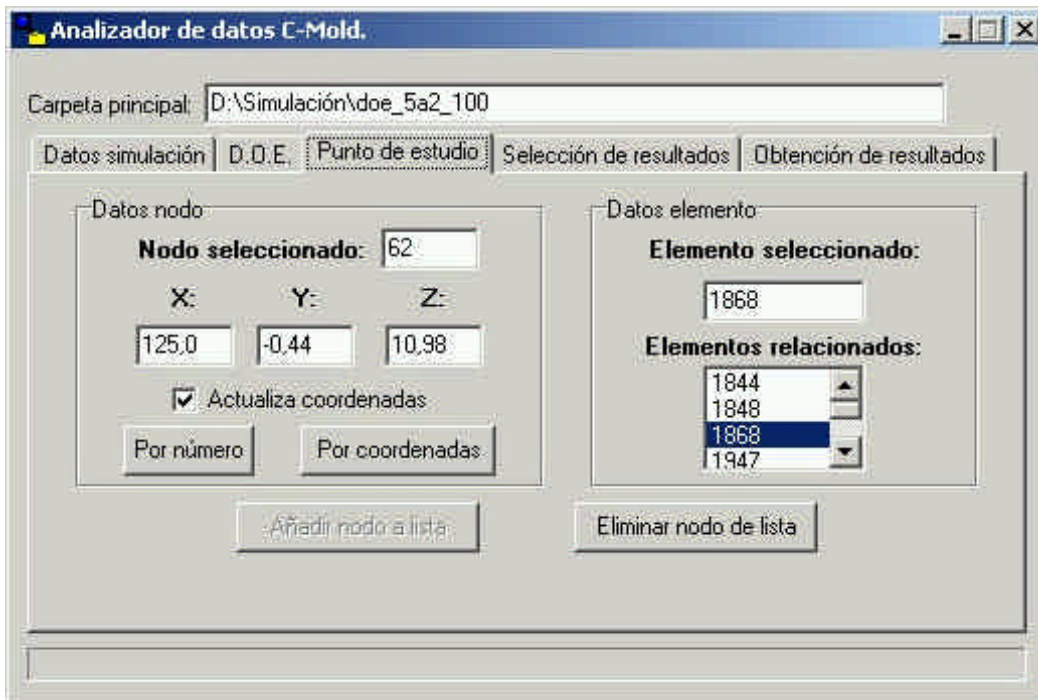 Analizador de datos C-Mold.
Carpeta principal: D:\Simulación\doe_5a2_100
Datos simulación D.O.E. Punto de estudio Selección de resultados Obtención de resultados
Datos nodo
Nodo seleccionado: 62
X: Y: Z:
125,0 -0,44 10,98
Actualiza coordenadas
Por número Por coordenadas
Datos elemento
Elemento seleccionado:
1868
Elementos relacionados:
1844
1848
1868
1947
Añadir nodo a lista Eliminar nodo de lista